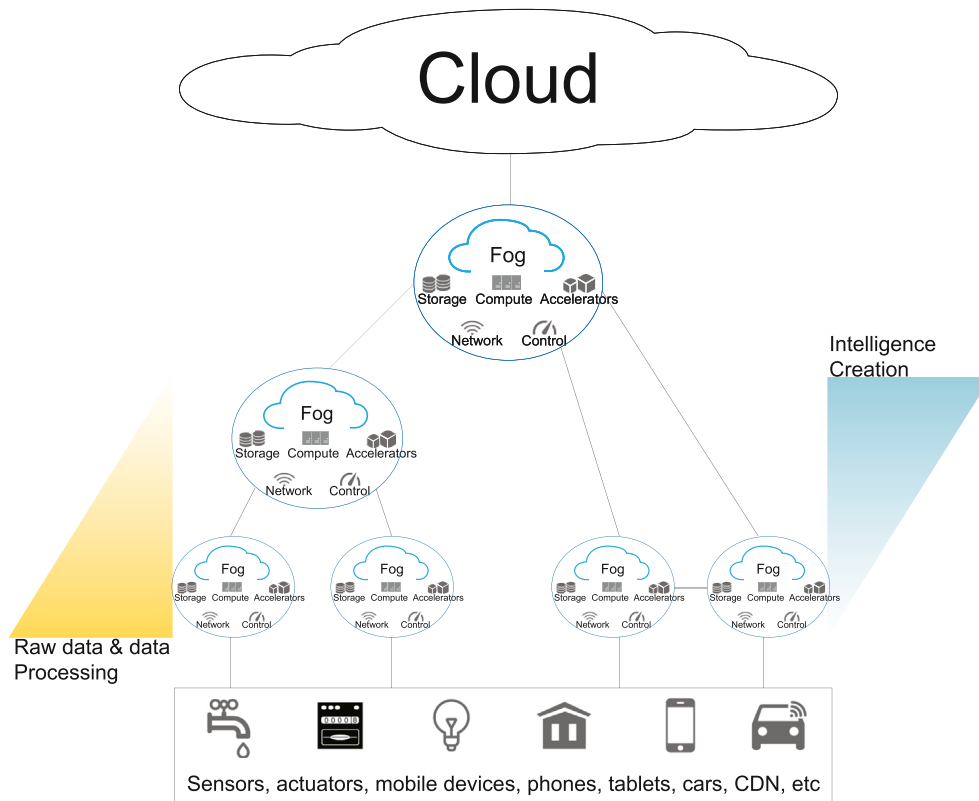 Cloud
Fog
Storage Compute Accelerators
Network Control
Intelligence
Creation
Fog
Storage Compute Accelerators
Network Control
Fog
Storage Compute Accelerators
Network Control
Fog
Storage Compute Accelerators
Network Control
Fog
Storage Compute Accelerators
Network Control
Fog
Storage Compute Accelerators
Network Control
Raw data & data
Processing
Sensors, actuators, mobile devices, phones, tablets, cars, CDN, etc